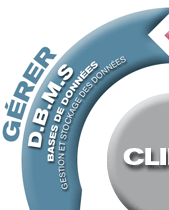 GÉRER
D.B.M.S
BASES DE DONNÉES
GESTION ET STOCKAGE DES DONNÉES
CLI